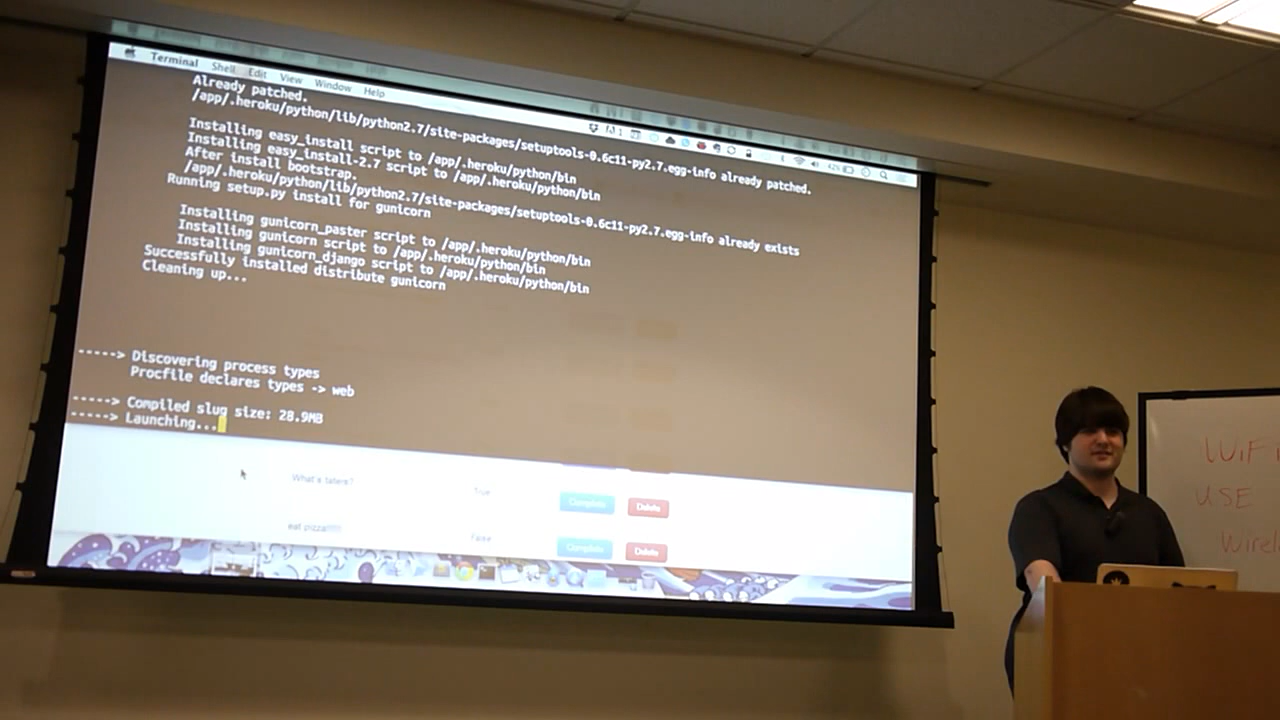 Terminal Shell Edit View Window Help
Already patched.
/app/.heroku/python/lib/python2.7/site-packages/setuptools-0.6c11-py2.7.egg-info already patched.
Installing easy_install script to /app/.heroku/python/bin
Installing easy_install-2.7 script to /app/.heroku/python/bin
After install bootstrap.
/app/.heroku/python/lib/python2.7/site-packages/setuptools-0.6c11-py2.7.egg-info already exists
Running setup.py install for gunicorn
Installing gunicorn_paster script to /app/.heroku/python/bin
Installing gunicorn script to /app/.heroku/python/bin
Installing gunicorn_django script to /app/.heroku/python/bin
Successfully installed distribute gunicorn
Cleaning up...
-----> Discovering process types
Procfile declares types -> web
-----> Compiled slug size: 28.9MB
-----> Launching...
What's taters? True Complete Delete
eat pizza!!!!! False Complete Delete
WiFi
USE